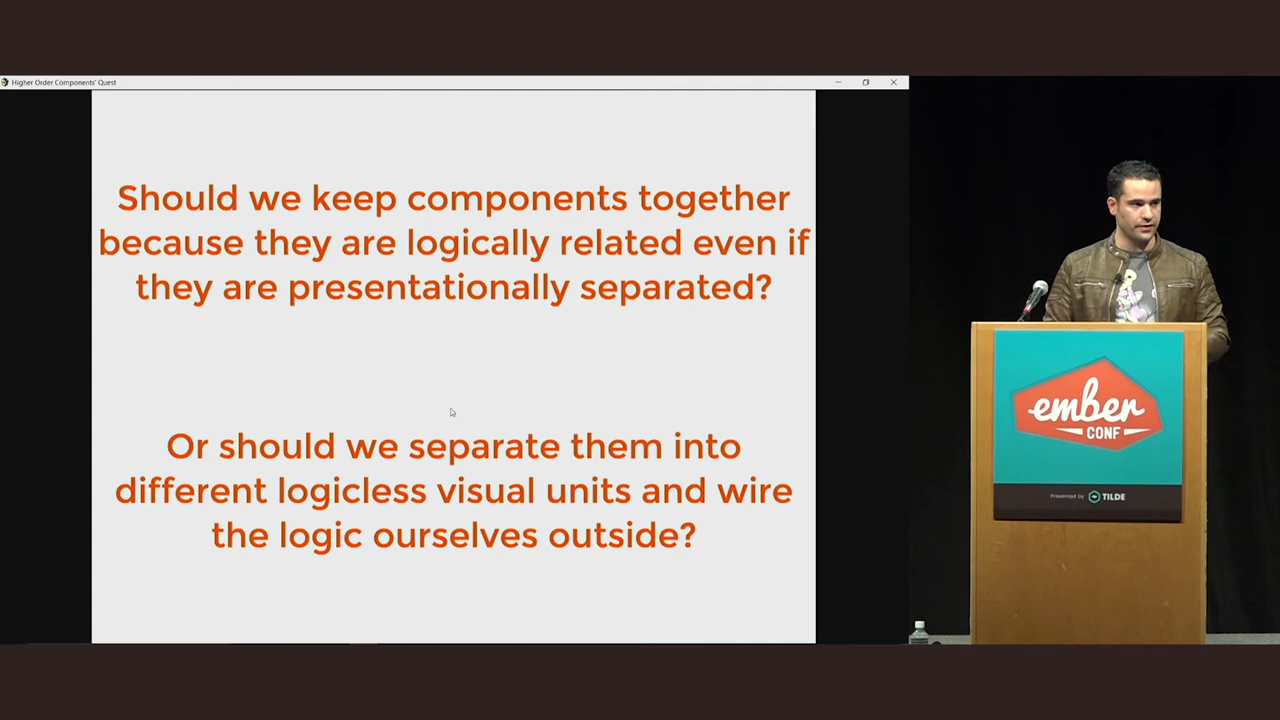 Higher Order Components' Quest
Should we keep components together
because they are logically related even if
they are presentationally separated?
Or should we separate them into
different logicless visual units and wire
the logic ourselves outside?
ember
CONF
Presented by TILDE